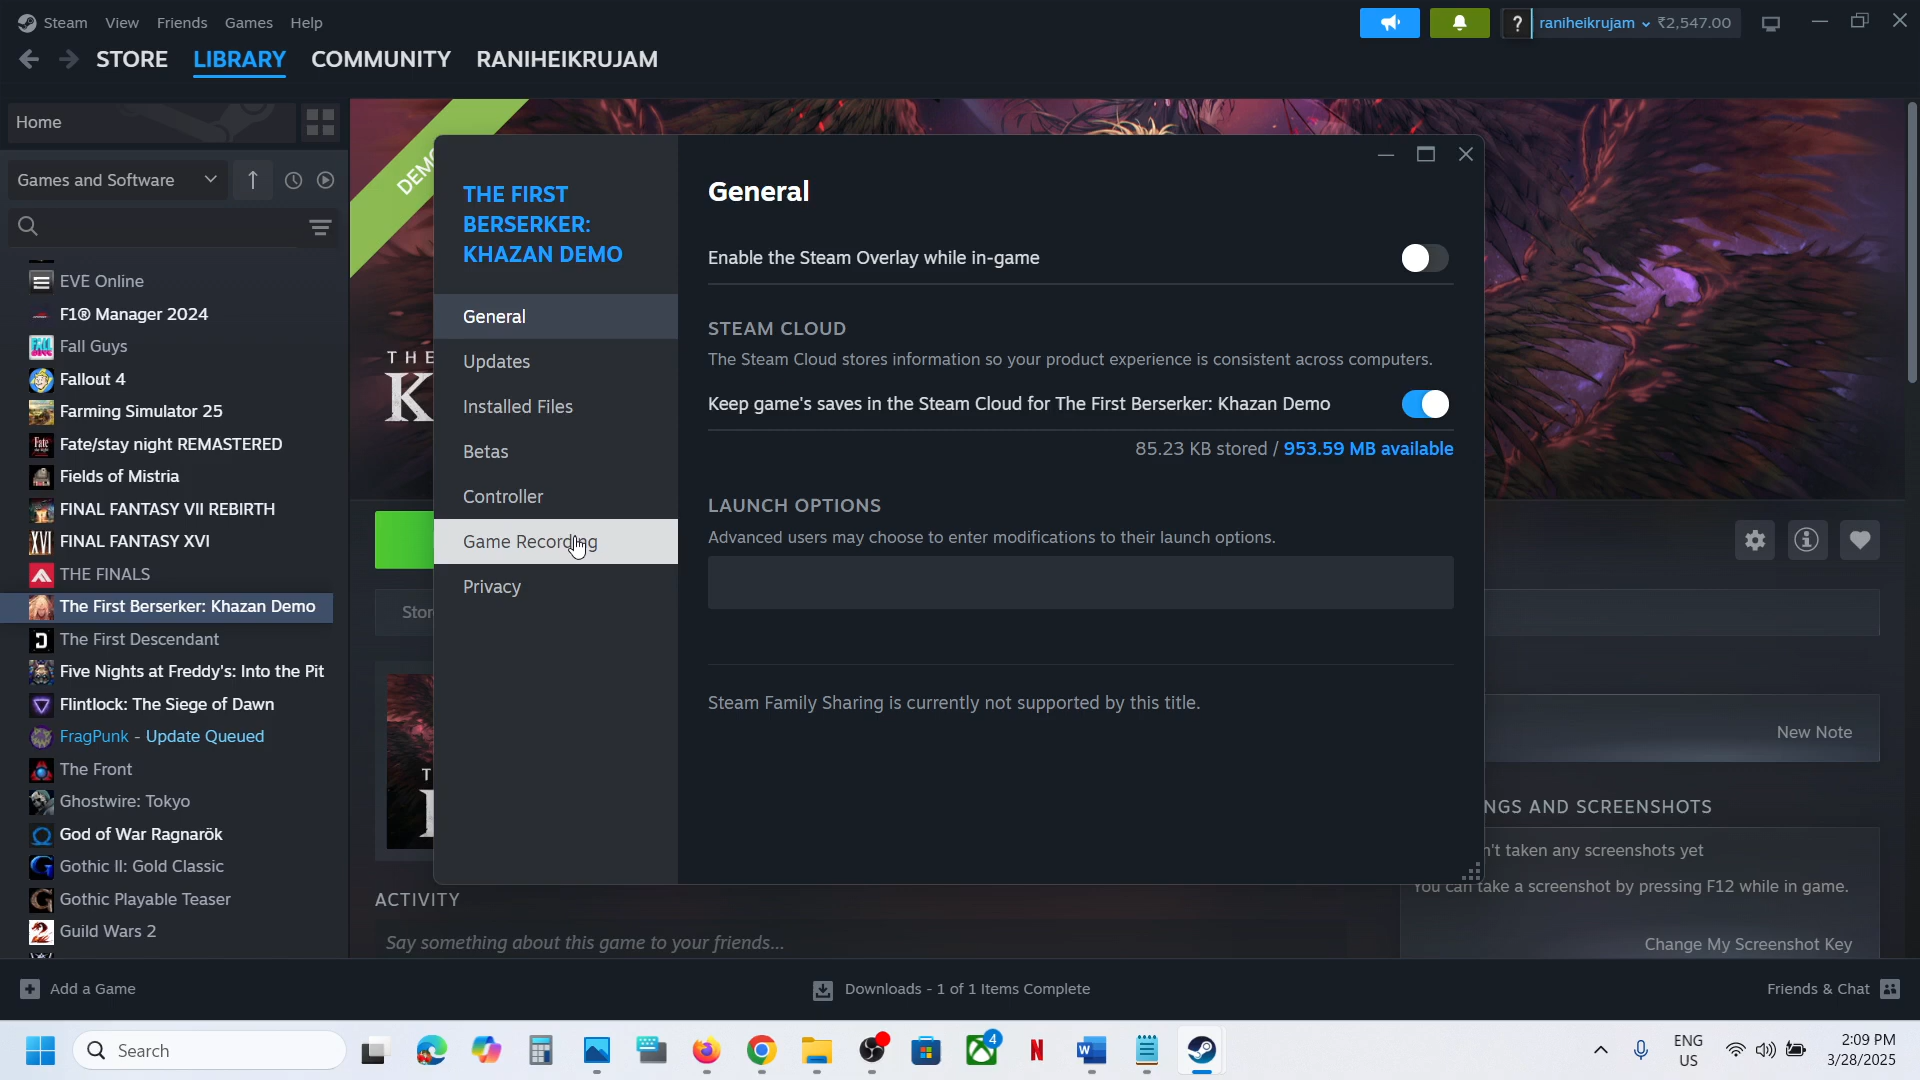 Steam View Friends Games Help
? raniheikrujam ₹2,547.00
STORE LIBRARY COMMUNITY RANIHEIKRUJAM
Home
Games and Software
EVE Online
F1® Manager 2024
Fall Guys
Fallout 4
Farming Simulator 25
Fate/stay night REMASTERED
Fields of Mistria
FINAL FANTASY VII REBIRTH
FINAL FANTASY XVI
THE FINALS
The First Berserker: Khazan Demo
The First Descendant
Five Nights at Freddy's: Into the Pit
Flintlock: The Siege of Dawn
FragPunk - Update Queued
The Front
Ghostwire: Tokyo
God of War Ragnarök
Gothic II: Gold Classic
Gothic Playable Teaser
Guild Wars 2
DEMO
THE
K
THE FIRST
BERSERKER:
KHAZAN DEMO
General
Updates
Installed Files
Betas
Controller
Game Recording
Privacy
General
Enable the Steam Overlay while in-game
STEAM CLOUD
The Steam Cloud stores information so your product experience is consistent across computers.
Keep game's saves in the Steam Cloud for The First Berserker: Khazan Demo
85.23 KB stored / 953.59 MB available
LAUNCH OPTIONS
Advanced users may choose to enter modifications to their launch options.
Steam Family Sharing is currently not supported by this title.
Stor
New Note
NGS AND SCREENSHOTS
n't taken any screenshots yet
You can take a screenshot by pressing F12 while in game.
Change My Screenshot Key
ACTIVITY
Say something about this game to your friends...
Add a Game
Downloads - 1 of 1 Items Complete
Friends & Chat
Search
4
ENG
US
2:09 PM
3/28/2025